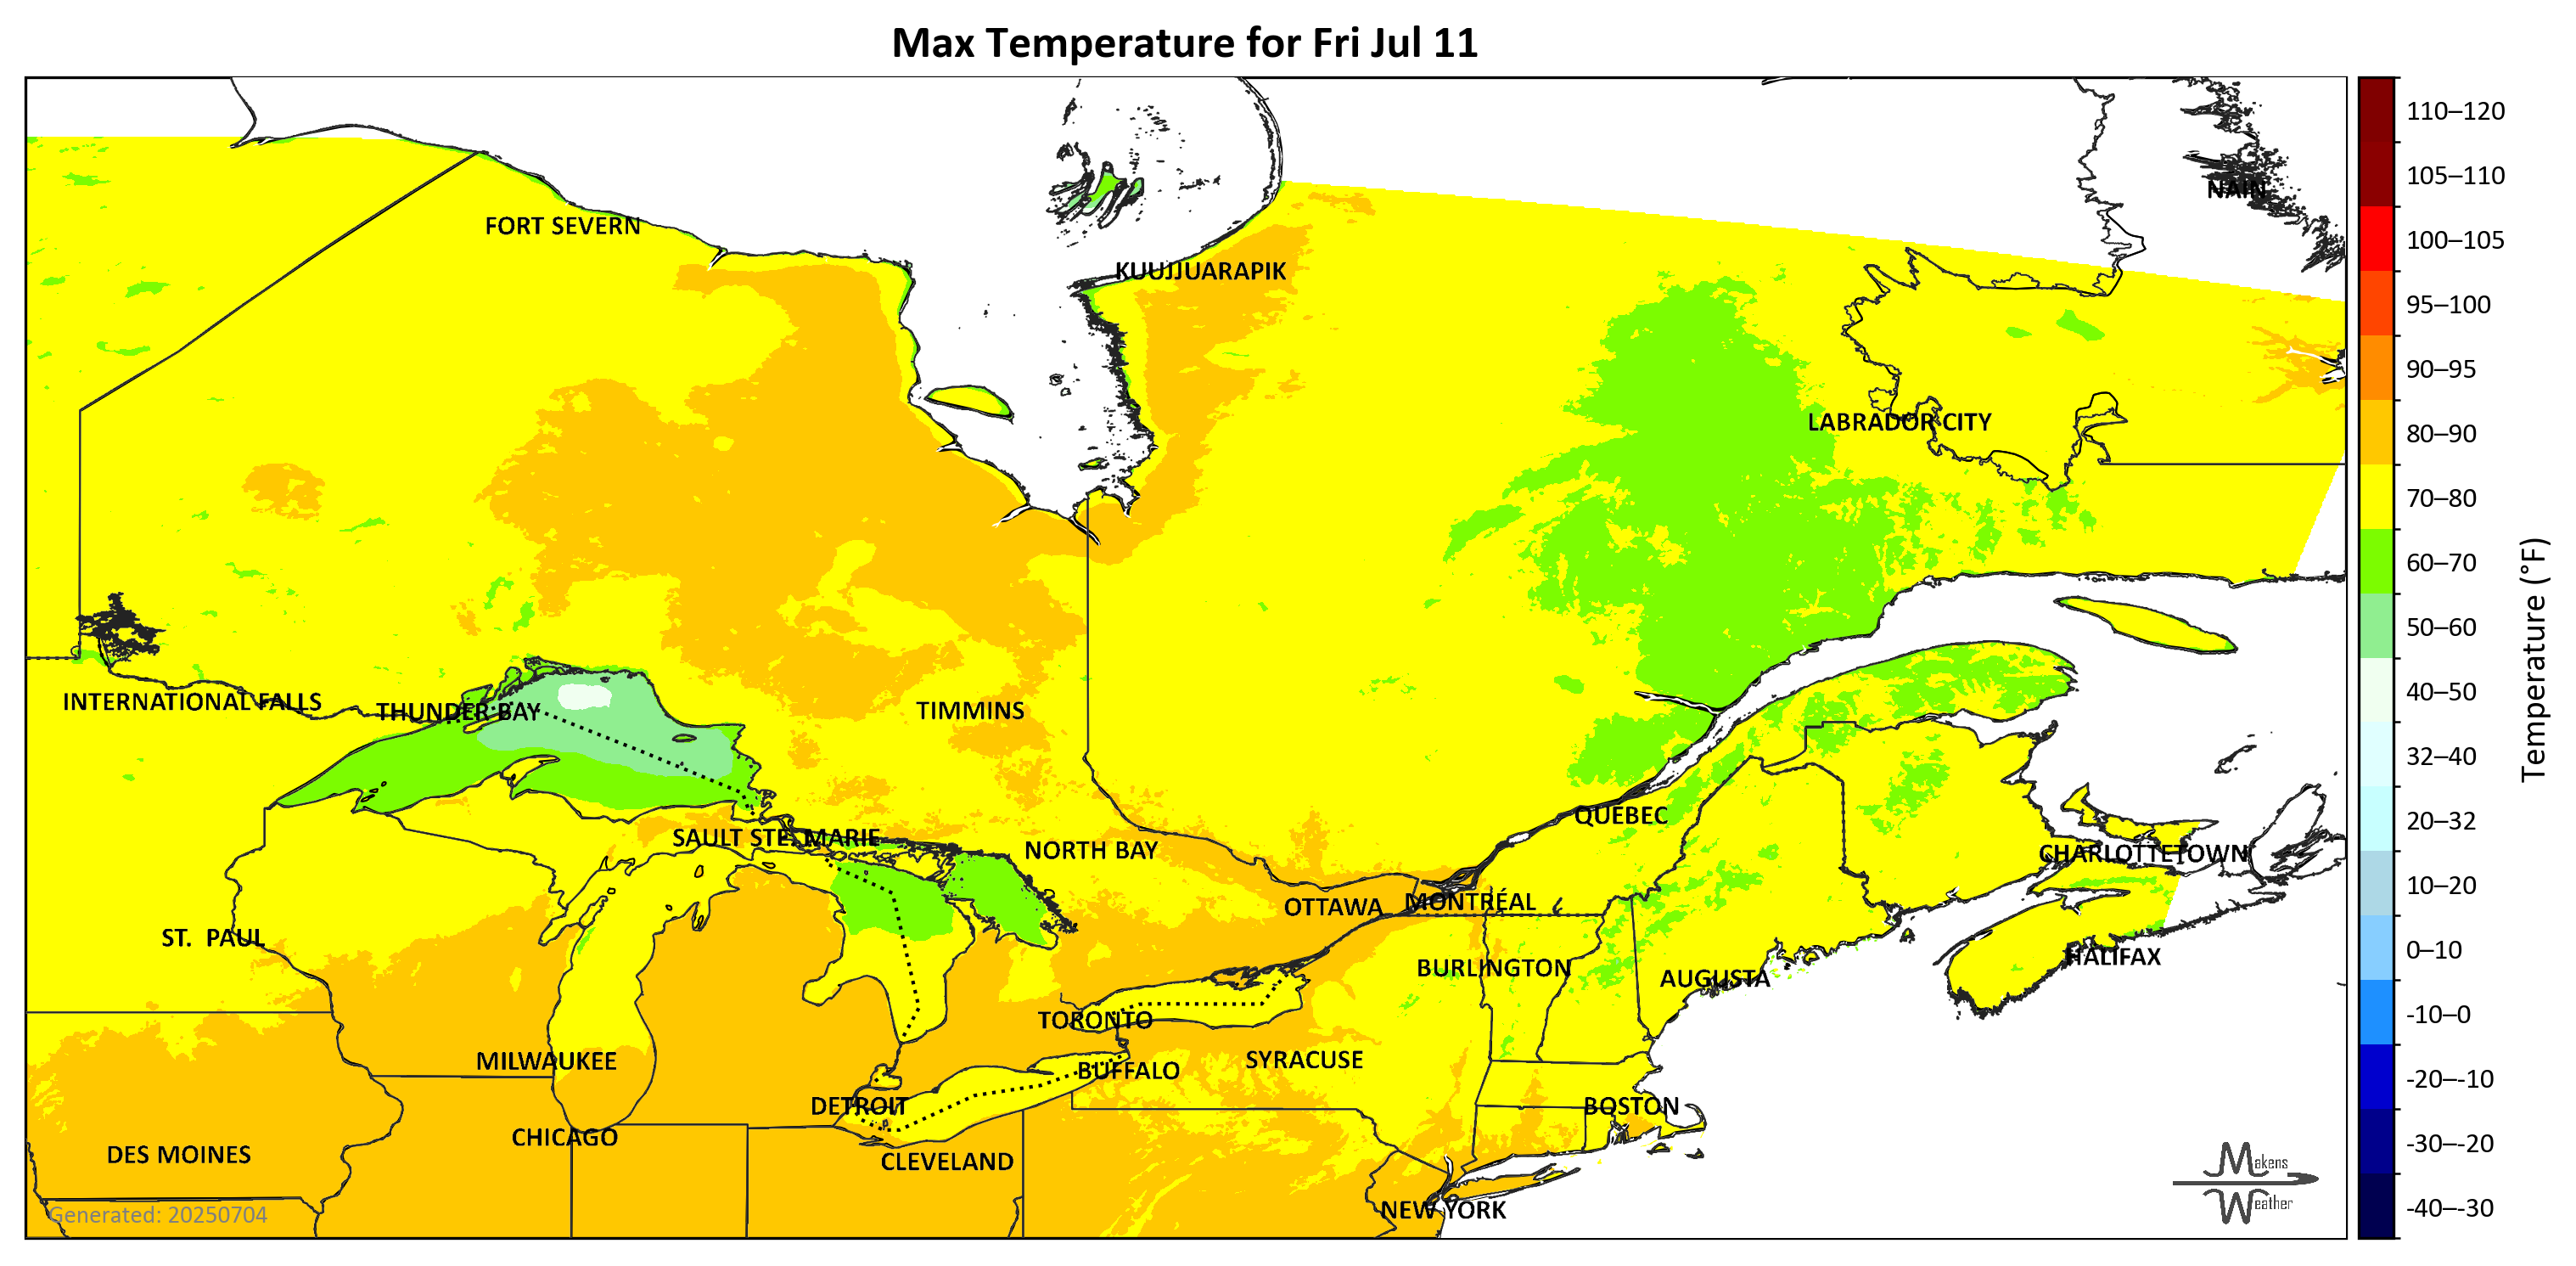 Max Temperature for Fri Jul 11
110–120
105–110
NAIN
FORT SEVERN
100–105
KUUJJUARAPIK
95–100
90–95
LABRADOR CITY
80–90
70–80
60–70
50–60
Temperature (°F)
40–50
INTERNATIONAL FALLS
THUNDER BAY
TIMMINS
32–40
QUEBEC
20–32
SAULT STE. MARIE
NORTH BAY
CHARLOTTETOWN
10–20
OTTAWA
MONTRÉAL
ST. PAUL
0–10
HALIFAX
BURLINGTON
AUGUSTA
-10–0
TORONTO
MILWAUKEE
SYRACUSE
BUFFALO
-20–-10
DETROIT
BOSTON
CHICAGO
-30–-20
DES MOINES
CLEVELAND
Makens
Weather
-40–-30
NEW YORK
Generated: 20250704